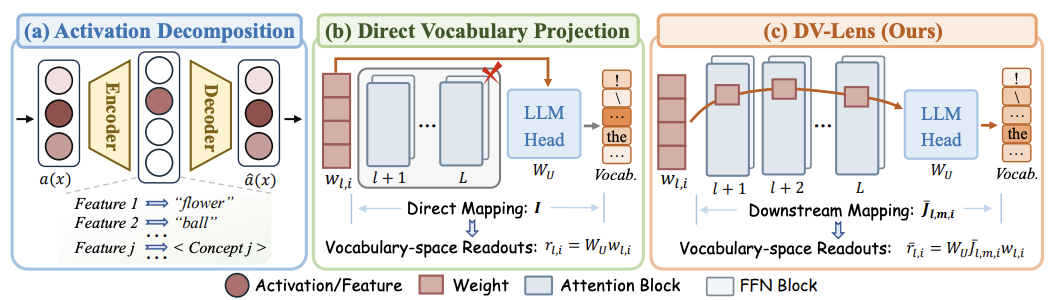 (a) Activation Decomposition
Encoder
Decoder
a(x)
â(x)
Feature 1 ⇒ "flower"
Feature 2 ⇒ "ball"
...
Feature j ⇒ < Concept j >
...
(b) Direct Vocabulary Projection
w_{l,i}
l + 1
...
L
LLM
Head
W_U
!
\
...
the
...
Vocab.
Direct Mapping: I
Vocabulary-space Readouts: r_{l,i} = W_U w_{l,i}
(c) DV-Lens (Ours)
w_{l,i}
l + 1
l + 2
...
L
LLM
Head
W_U
!
\
...
the
...
Vocab.
Downstream Mapping: J̄_{l,m,i}
Vocabulary-space Readouts: r̄_{l,i} = W_U J̄_{l,m,i} w_{l,i}
Activation/Feature
Weight
Attention Block
FFN Block